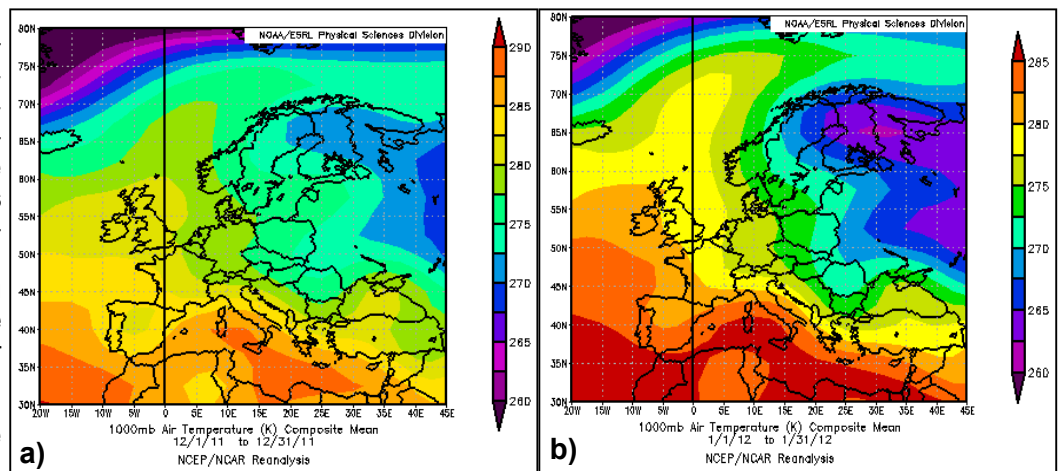 NOAA/ESRL Physical Sciences Division
80N
75N
70N
65N
60N
55N
50N
45N
40N
35N
30N
20W 15W 10W 5W 0 5E 10E 15E 20E 25E 30E 35E 40E 45E
290
285
280
275
270
265
260
1000mb Air Temperature (K) Composite Mean
12/1/11 to 12/31/11
NCEP/NCAR Reanalysis
a)
NOAA/ESRL Physical Sciences Division
80N
75N
70N
65N
60N
55N
50N
45N
40N
35N
30N
20W 15W 10W 5W 0 5E 10E 15E 20E 25E 30E 35E 40E 45E
285
280
275
270
265
260
1000mb Air Temperature (K) Composite Mean
1/1/12 to 1/31/12
NCEP/NCAR Reanalysis
b)